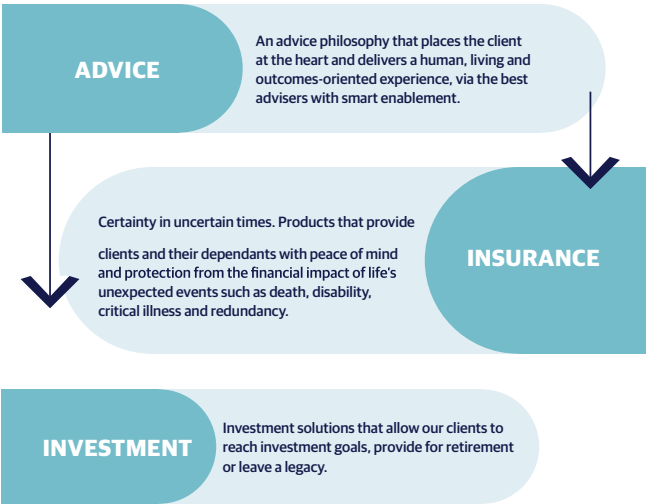 ADVICE
An advice philosophy that places the client
at the heart and delivers a human, living and
outcomes-oriented experience, via the best
advisers with smart enablement.
Certainty in uncertain times. Products that provide
clients and their dependants with peace of mind
and protection from the financial impact of life's
unexpected events such as death, disability,
critical illness and redundancy.
INSURANCE
INVESTMENT
Investment solutions that allow our clients to
reach investment goals, provide for retirement
or leave a legacy.